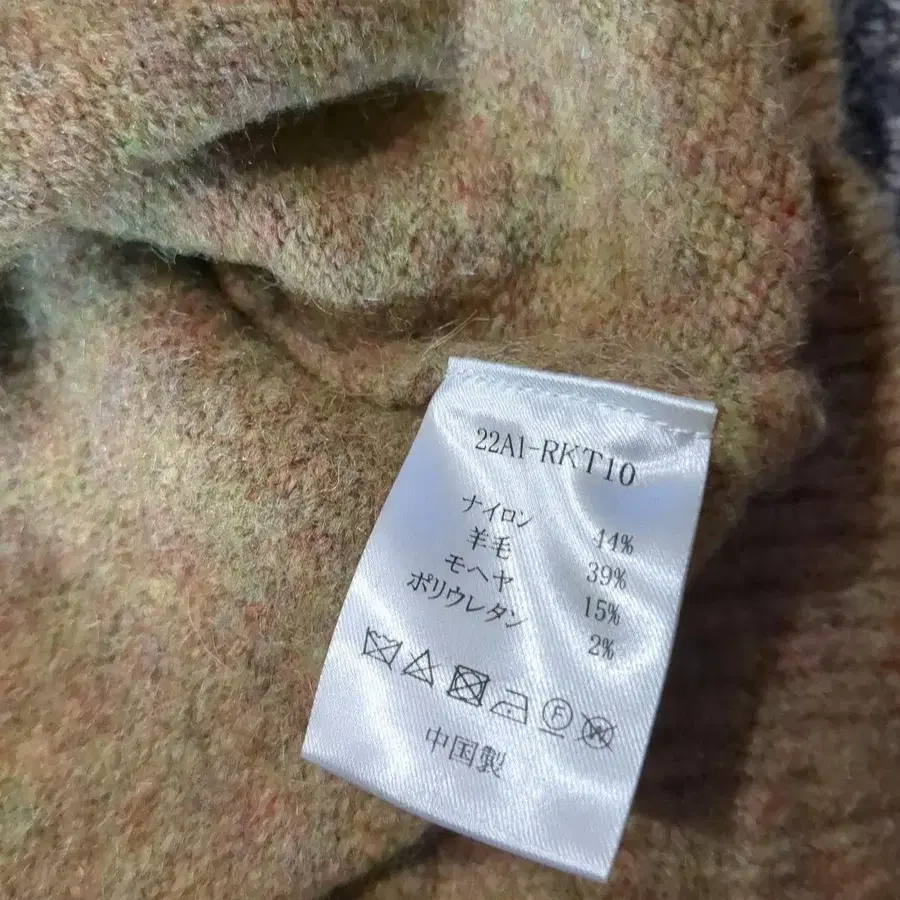 22A1-RKT10
ナイロン 44%
羊毛 39%
モヘヤ 15%
ポリウレタン 2%
F W
中国製